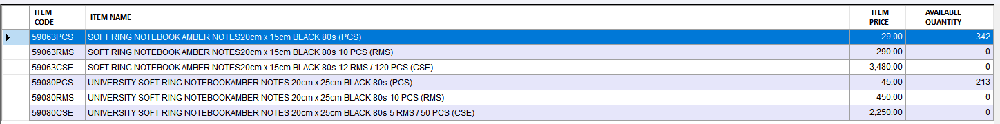 ITEM CODE ITEM NAME ITEM PRICE AVAILABLE QUANTITY
59063PCS SOFT RING NOTEBOOK AMBER NOTES20cm x 15cm BLACK 80s (PCS) 29.00 342
59063RMS SOFT RING NOTEBOOK AMBER NOTES20cm x 15cm BLACK 80s 10 PCS (RMS) 290.00 0
59063CSE SOFT RING NOTEBOOK AMBER NOTES20cm x 15cm BLACK 80s 12 RMS / 120 PCS (CSE) 3,480.00 0
59080PCS UNIVERSITY SOFT RING NOTEBOOKAMBER NOTES 20cm x 25cm BLACK 80s (PCS) 45.00 213
59080RMS UNIVERSITY SOFT RING NOTEBOOKAMBER NOTES 20cm x 25cm BLACK 80s 10 PCS (RMS) 450.00 0
59080CSE UNIVERSITY SOFT RING NOTEBOOKAMBER NOTES 20cm x 25cm BLACK 80s 5 RMS / 50 PCS (CSE) 2,250.00 0